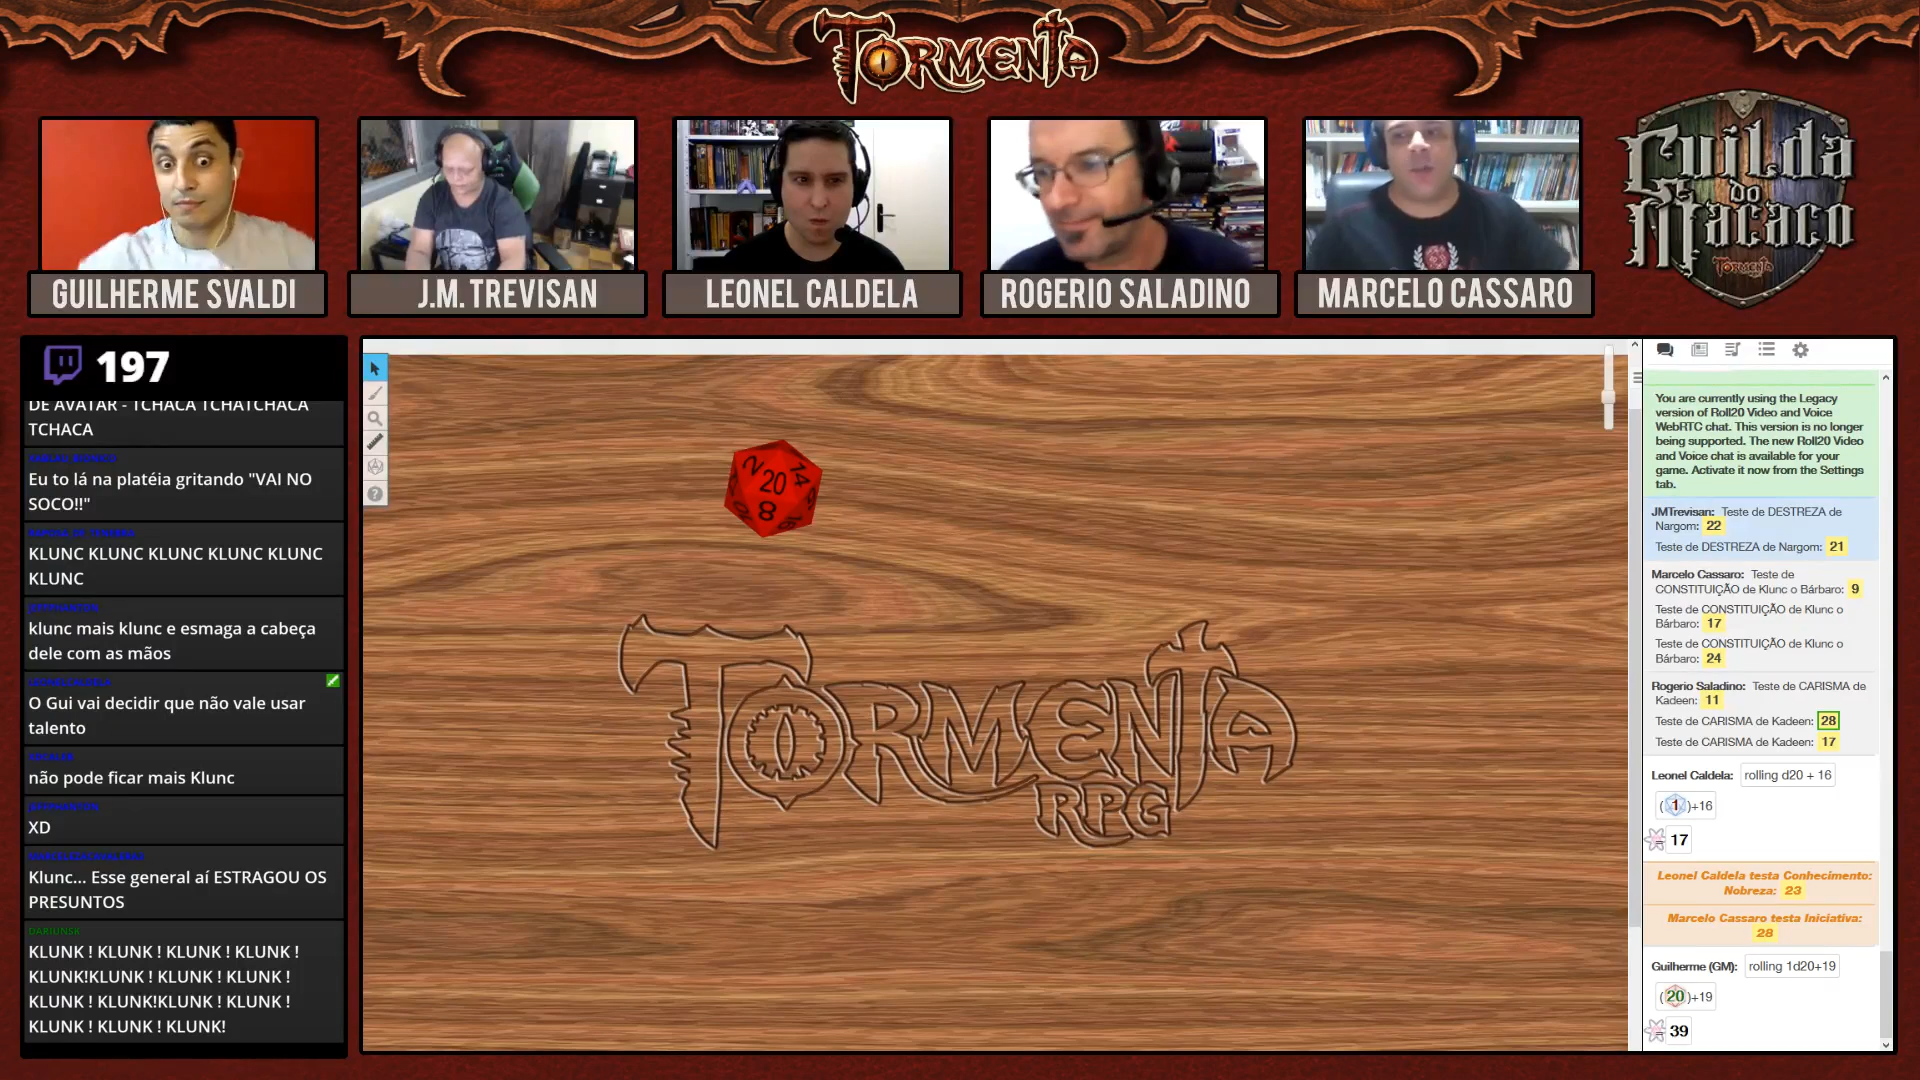 TORMENTA
GUILDA
DO
MACACO
TORMENTA
GUILHERME SVALDI
J.M. TREVISAN
LEONEL CALDELA
ROGERIO SALADINO
MARCELO CASSARO
197
DE AVATAR - TCHACA TCHATCHACA
TCHACA
Eu to lá na platéia gritando "VAI NO
SOCO!!"
KLUNC KLUNC KLUNC KLUNC KLUNC
KLUNC
klunc mais klunc e esmaga a cabeça
dele com as mãos
LEONELCALDELA
O Gui vai decidir que não vale usar
talento
não pode ficar mais Klunc
XD
Klunc... Esse general aí ESTRAGOU OS
PRESUNTOS
DARIUNSK
KLUNK ! KLUNK ! KLUNK ! KLUNK !
KLUNK!KLUNK ! KLUNK ! KLUNK !
KLUNK ! KLUNK!KLUNK ! KLUNK !
KLUNK ! KLUNK ! KLUNK!
2
20
14
8
TORMENTA
RPG
You are currently using the Legacy
version of Roll20 Video and Voice
WebRTC chat. This version is no longer
being supported. The new Roll20 Video
and Voice chat is available for your
game. Activate it now from the Settings
tab.
JMTrevisan: Teste de DESTREZA de
Nargom: 22
Teste de DESTREZA de Nargom: 21
Marcelo Cassaro: Teste de
CONSTITUIÇÃO de Klunc o Bárbaro: 9
Teste de CONSTITUIÇÃO de Klunc o
Bárbaro: 17
Teste de CONSTITUIÇÃO de Klunc o
Bárbaro: 24
Rogerio Saladino: Teste de CARISMA de
Kadeen: 11
Teste de CARISMA de Kadeen: 28
Teste de CARISMA de Kadeen: 17
Leonel Caldela: rolling d20 + 16
(1)+16
= 17
Leonel Caldela testa Conhecimento:
Nobreza: 23
Marcelo Cassaro testa Iniciativa:
28
Guilherme (GM): rolling 1d20+19
(20)+19
= 39